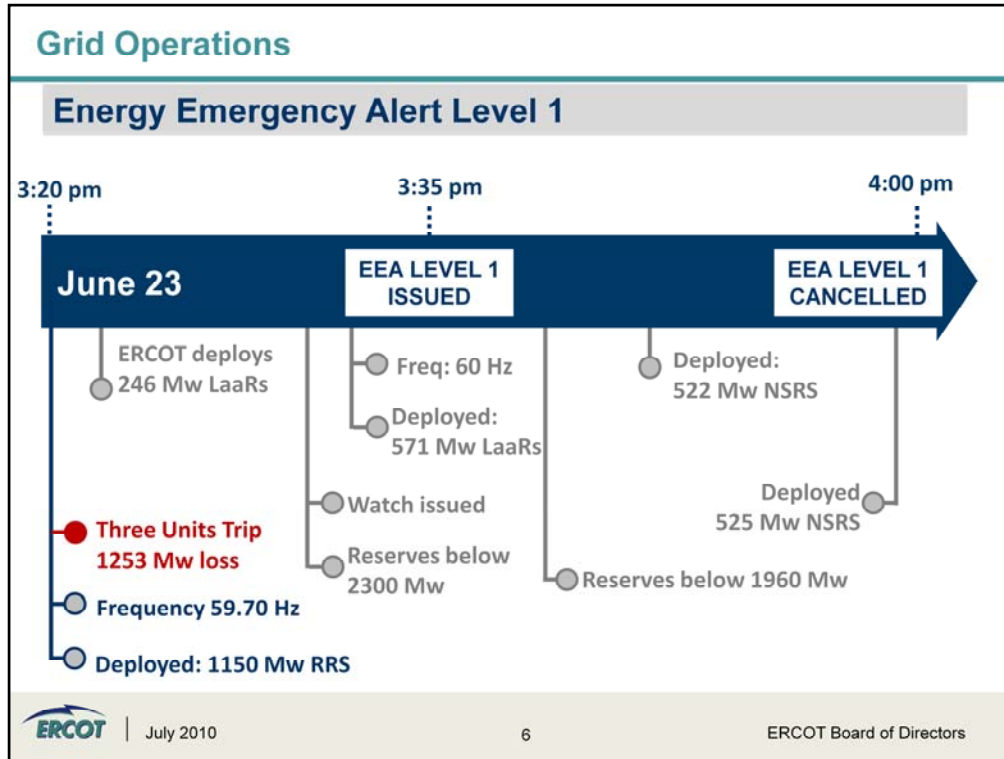 Grid Operations
Energy Emergency Alert Level 1
3:20 pm
3:35 pm
4:00 pm
June 23
EEA LEVEL 1
ISSUED
EEA LEVEL 1
CANCELLED
ERCOT deploys
246 Mw LaaRs
Freq: 60 Hz
Deployed:
571 Mw LaaRs
Deployed:
522 Mw NSRS
Watch issued
Reserves below
2300 Mw
Deployed
525 Mw NSRS
Reserves below 1960 Mw
Three Units Trip
1253 Mw loss
Frequency 59.70 Hz
Deployed: 1150 Mw RRS
ERCOT
July 2010
6
ERCOT Board of Directors